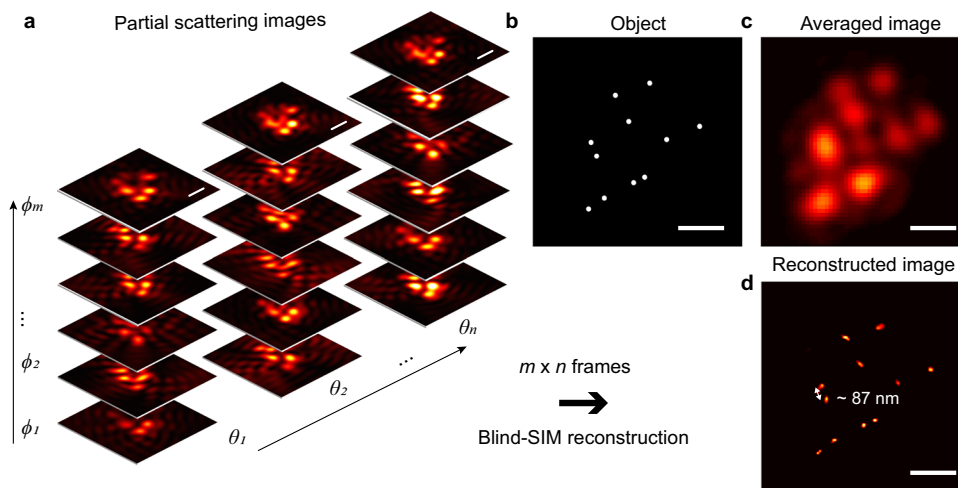 a
Partial scattering images
b
Object
c
Averaged image
ϕm
⋮
ϕ2
ϕ1
θ1
θ2
...
θn
m x n frames
Blind-SIM reconstruction
Reconstructed image
d
~ 87 nm